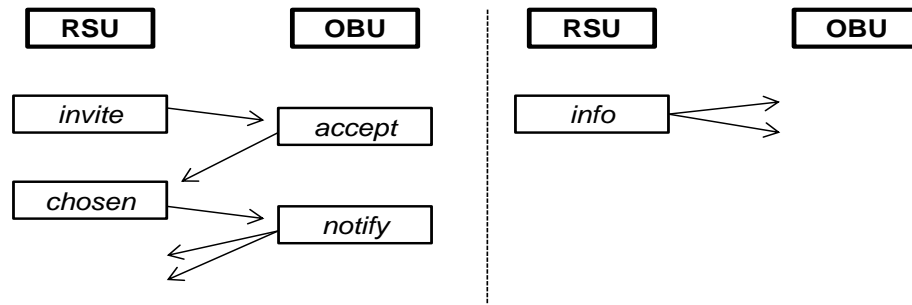 RSU OBU RSU OBU
invite
accept
info
chosen
notify